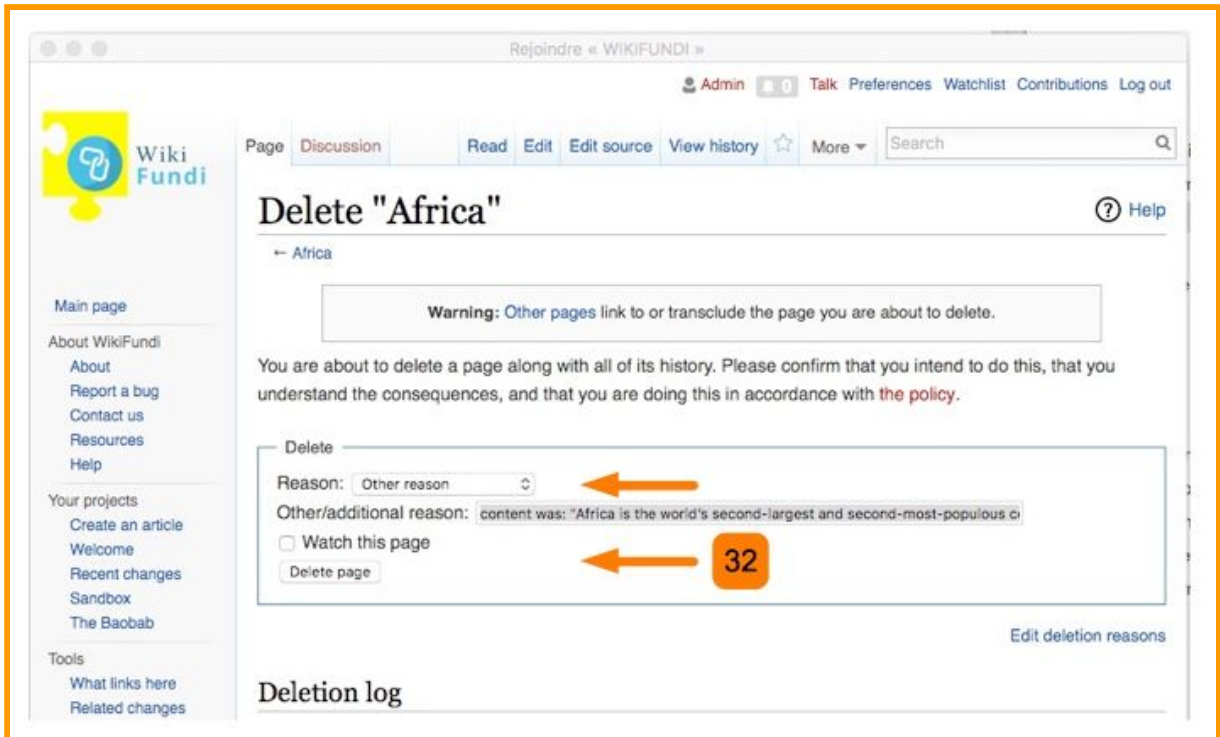 Rejoindre « WIKIFUNDI »
Admin 0 Talk Preferences Watchlist Contributions Log out
Wiki
Fundi
Page Discussion Read Edit Edit source View history More Search
Delete "Africa"
? Help
← Africa
Warning: Other pages link to or transclude the page you are about to delete.
You are about to delete a page along with all of its history. Please confirm that you intend to do this, that you
understand the consequences, and that you are doing this in accordance with the policy.
Delete
Reason: Other reason
Other/additional reason: content was: "Africa is the world's second-largest and second-most-populous
Watch this page
32
Delete page
Edit deletion reasons
Deletion log
Main page
About WikiFundi
About
Report a bug
Contact us
Resources
Help
Your projects
Create an article
Welcome
Recent changes
Sandbox
The Baobab
Tools
What links here
Related changes